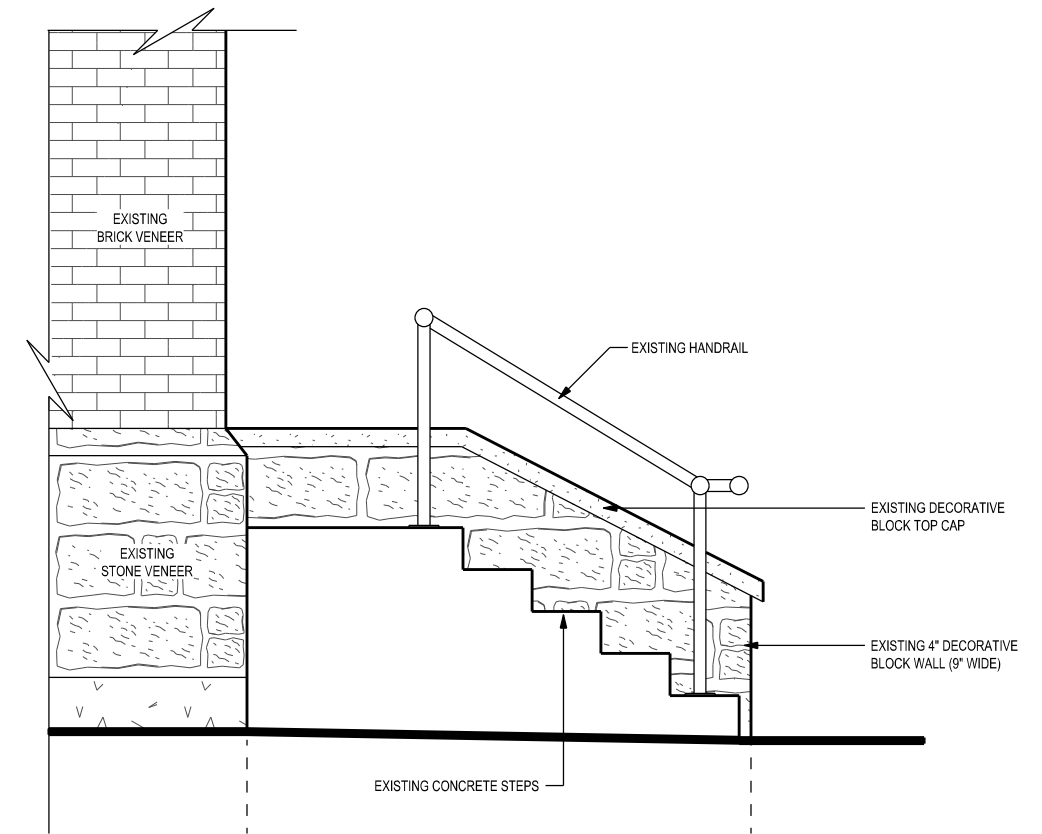 EXISTING
BRICK VENEER
EXISTING HANDRAIL
EXISTING DECORATIVE
BLOCK TOP CAP
EXISTING
STONE VENEER
EXISTING 4" DECORATIVE
BLOCK WALL (9" WIDE)
EXISTING CONCRETE STEPS